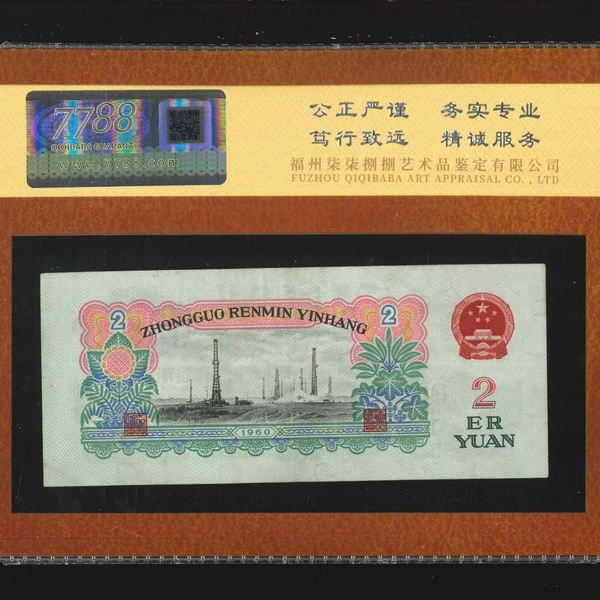 7788
QIQIBABA GUARANTY
www.7788.com
公正严谨 务实专业
笃行致远 精诚服务
福州柒柒捌捌艺术品鉴定有限公司
FUZHOU QIQIBABA ART APPRAISAL CO., LTD
2
ZHONGGUO RENMIN YINHANG
2
2
ER
YUAN
1960